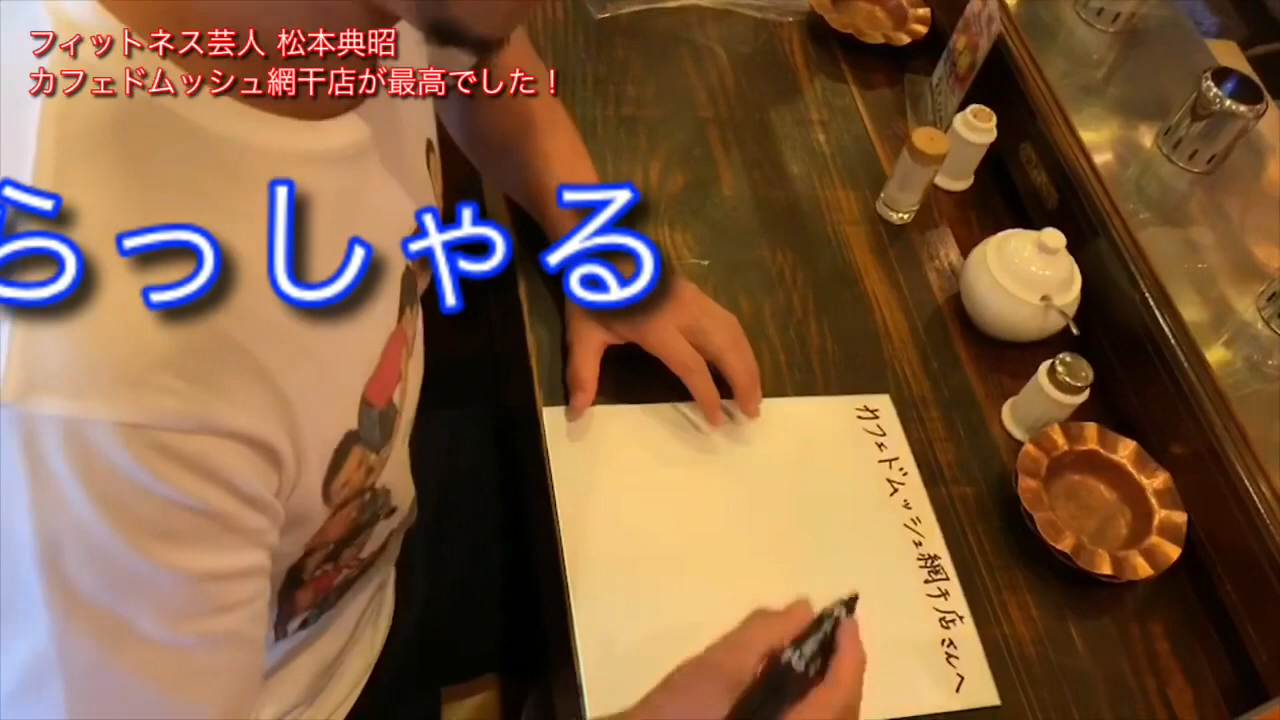 フィットネス芸人 松本典昭
カフェドムッシュ網干店が最高でした！
らっしゃる
カフェドムッシュ網干店さんへ